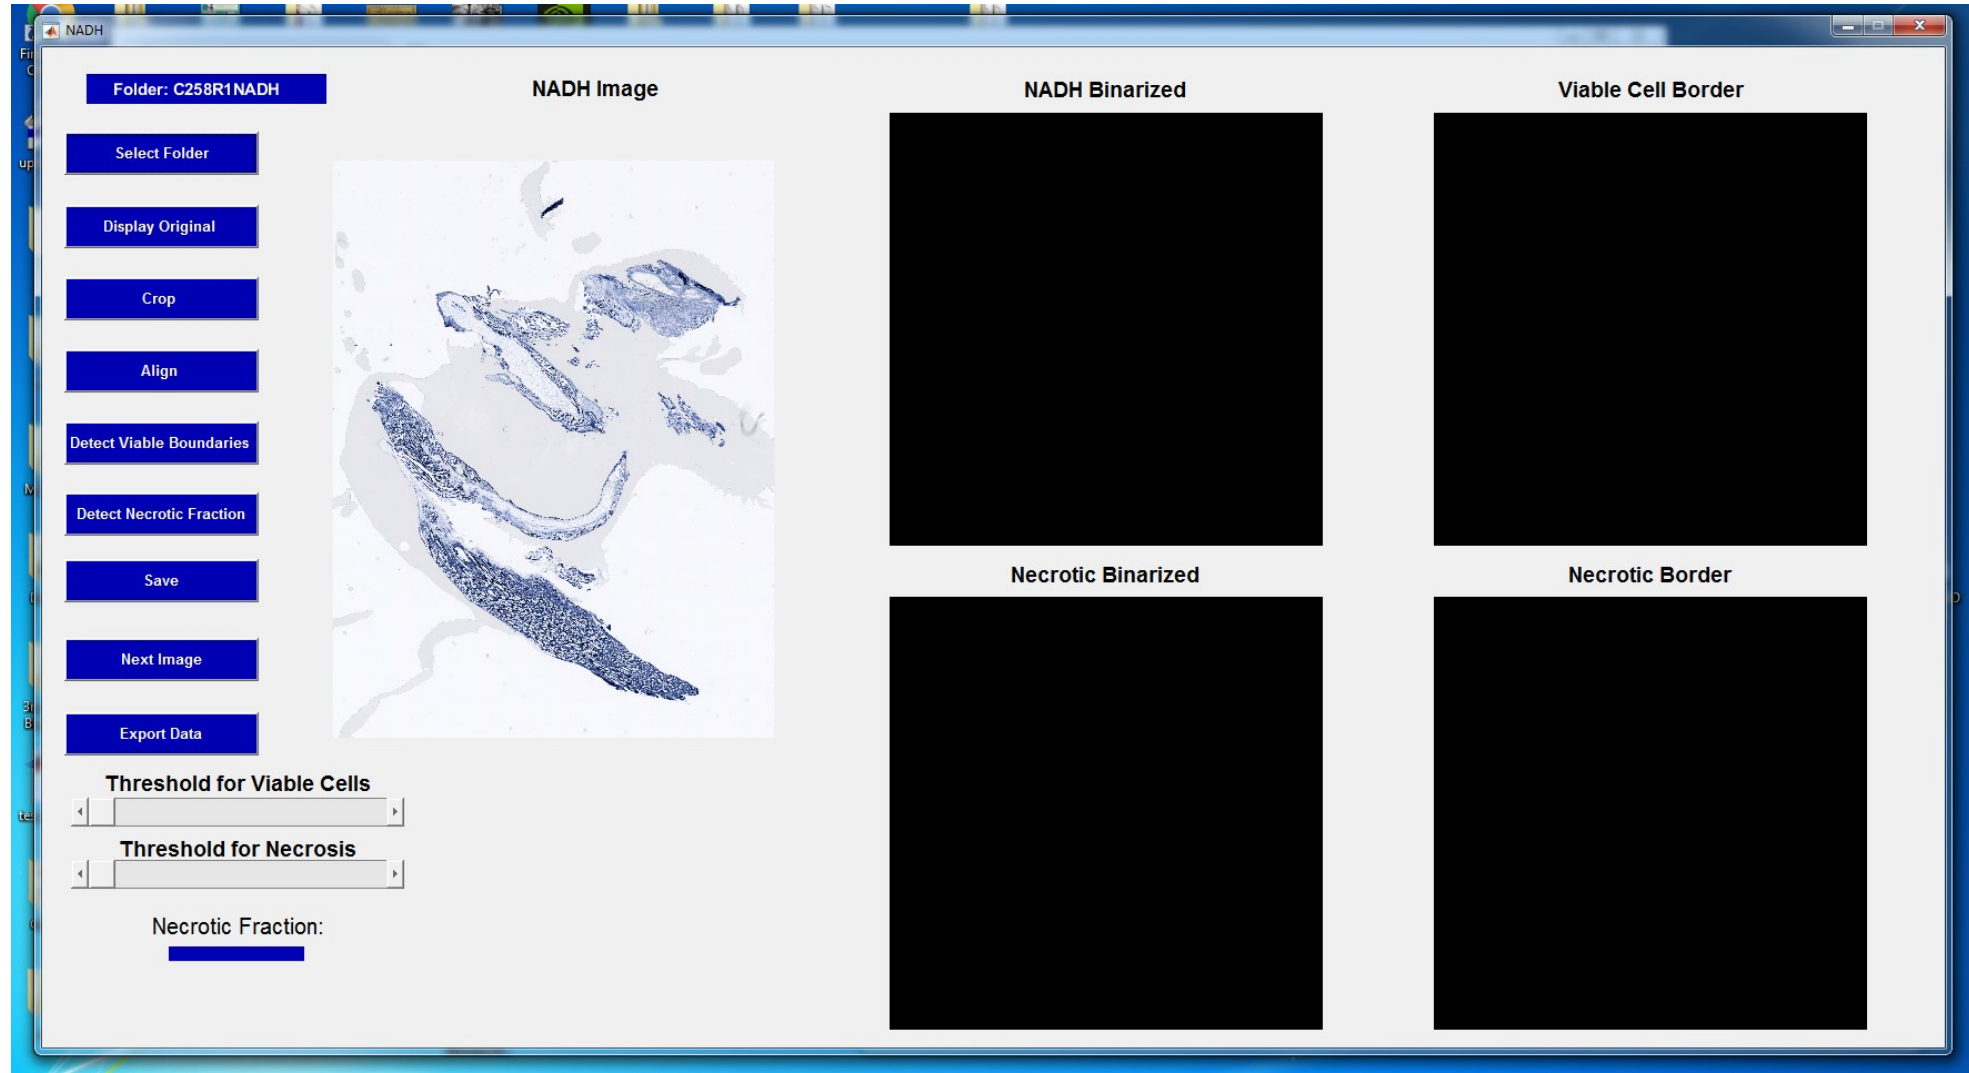 NADH
Folder: C258R1NADH
NADH Image
NADH Binarized
Viable Cell Border
Select Folder
Display Original
Crop
Align
Detect Viable Boundaries
Detect Necrotic Fraction
Necrotic Binarized
Necrotic Border
Save
Next Image
Export Data
Threshold for Viable Cells
Threshold for Necrosis
Necrotic Fraction: